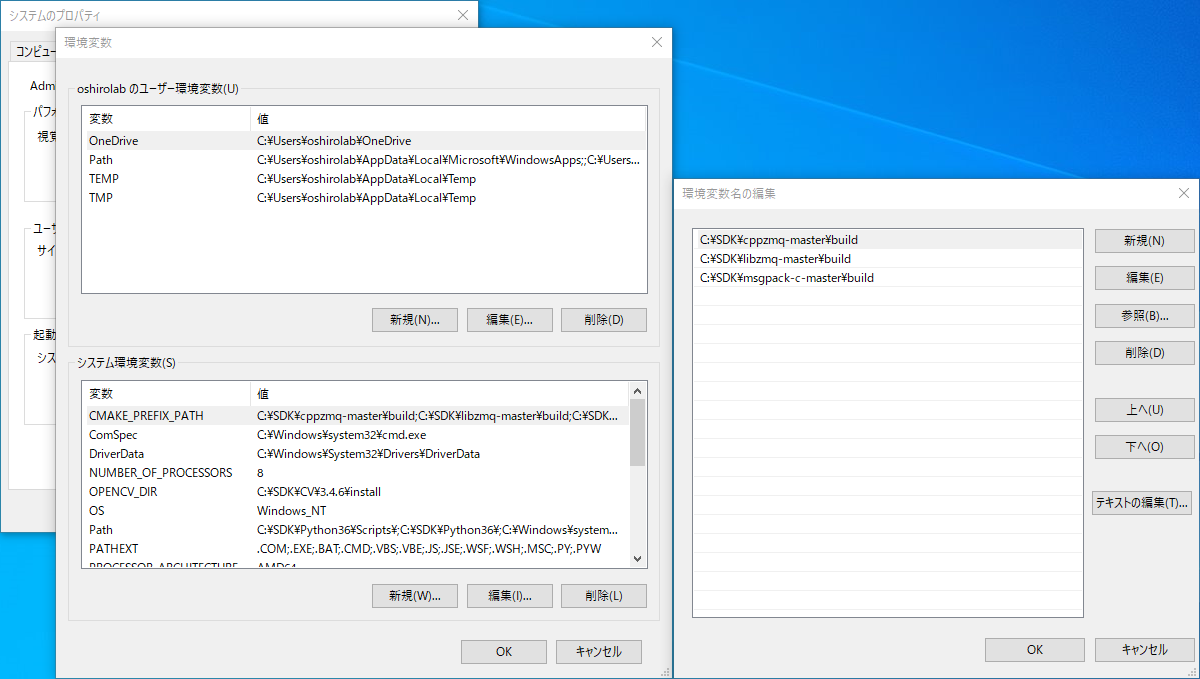 システムのプロパティ
コンピュー
Adm
パフォ
視覚
ユーザ
サイ
起動
シス
環境変数
oshirolab のユーザー環境変数(U)
変数 値
OneDrive C:¥Users¥oshirolab¥OneDrive
Path C:¥Users¥oshirolab¥AppData¥Local¥Microsoft¥WindowsApps;;C:¥Users...
TEMP C:¥Users¥oshirolab¥AppData¥Local¥Temp
TMP C:¥Users¥oshirolab¥AppData¥Local¥Temp
新規(N)... 編集(E)... 削除(D)
システム環境変数(S)
変数 値
CMAKE_PREFIX_PATH C:¥SDK¥cppzmq-master¥build;C:¥SDK¥libzmq-master¥build;C:¥SDK...
ComSpec C:¥Windows¥system32¥cmd.exe
DriverData C:¥Windows¥System32¥Drivers¥DriverData
NUMBER_OF_PROCESSORS 8
OPENCV_DIR C:¥SDK¥CV¥3.4.6¥install
OS Windows_NT
Path C:¥SDK¥Python36¥Scripts¥;C:¥SDK¥Python36¥;C:¥Windows¥system...
PATHEXT .COM;.EXE;.BAT;.CMD;.VBS;.VBE;.JS;.JSE;.WSF;.WSH;.MSC;.PY;.PYW
PROCESSOR_ARCHITECTURE AMD64
新規(W)... 編集(I)... 削除(L)
OK キャンセル
環境変数名の編集
C:¥SDK¥cppzmq-master¥build
C:¥SDK¥libzmq-master¥build
C:¥SDK¥msgpack-c-master¥build
新規(N)
編集(E)
参照(B)...
削除(D)
上へ(U)
下へ(O)
テキストの編集(T)...
OK キャンセル